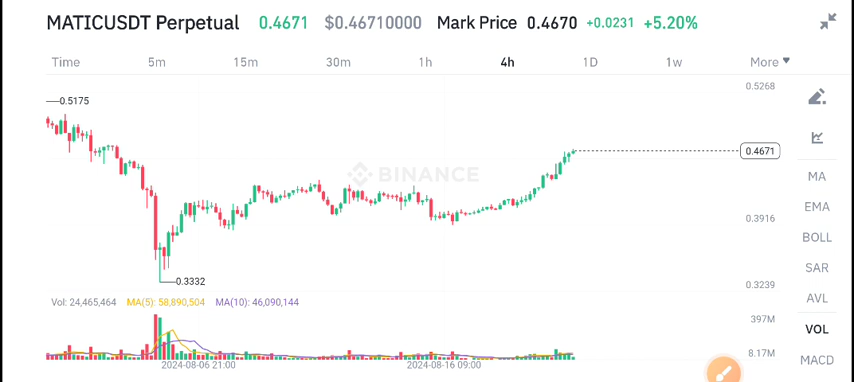 MATICUSDT Perpetual 0.4671 $0.46710000 Mark Price 0.4670 +0.0231 +5.20%
Time 5m 15m 30m 1h 4h 1D 1w More
0.5268
0.5175
0.4671
BINANCE
MA
EMA
0.3916
BOLL
SAR
0.3332
0.3239
AVL
Vol: 24,465,464 MA(5): 58,890,504 MA(10): 46,090,144
397M
VOL
8.17M
MACD
2024-08-06 21:00 2024-08-16 09:00